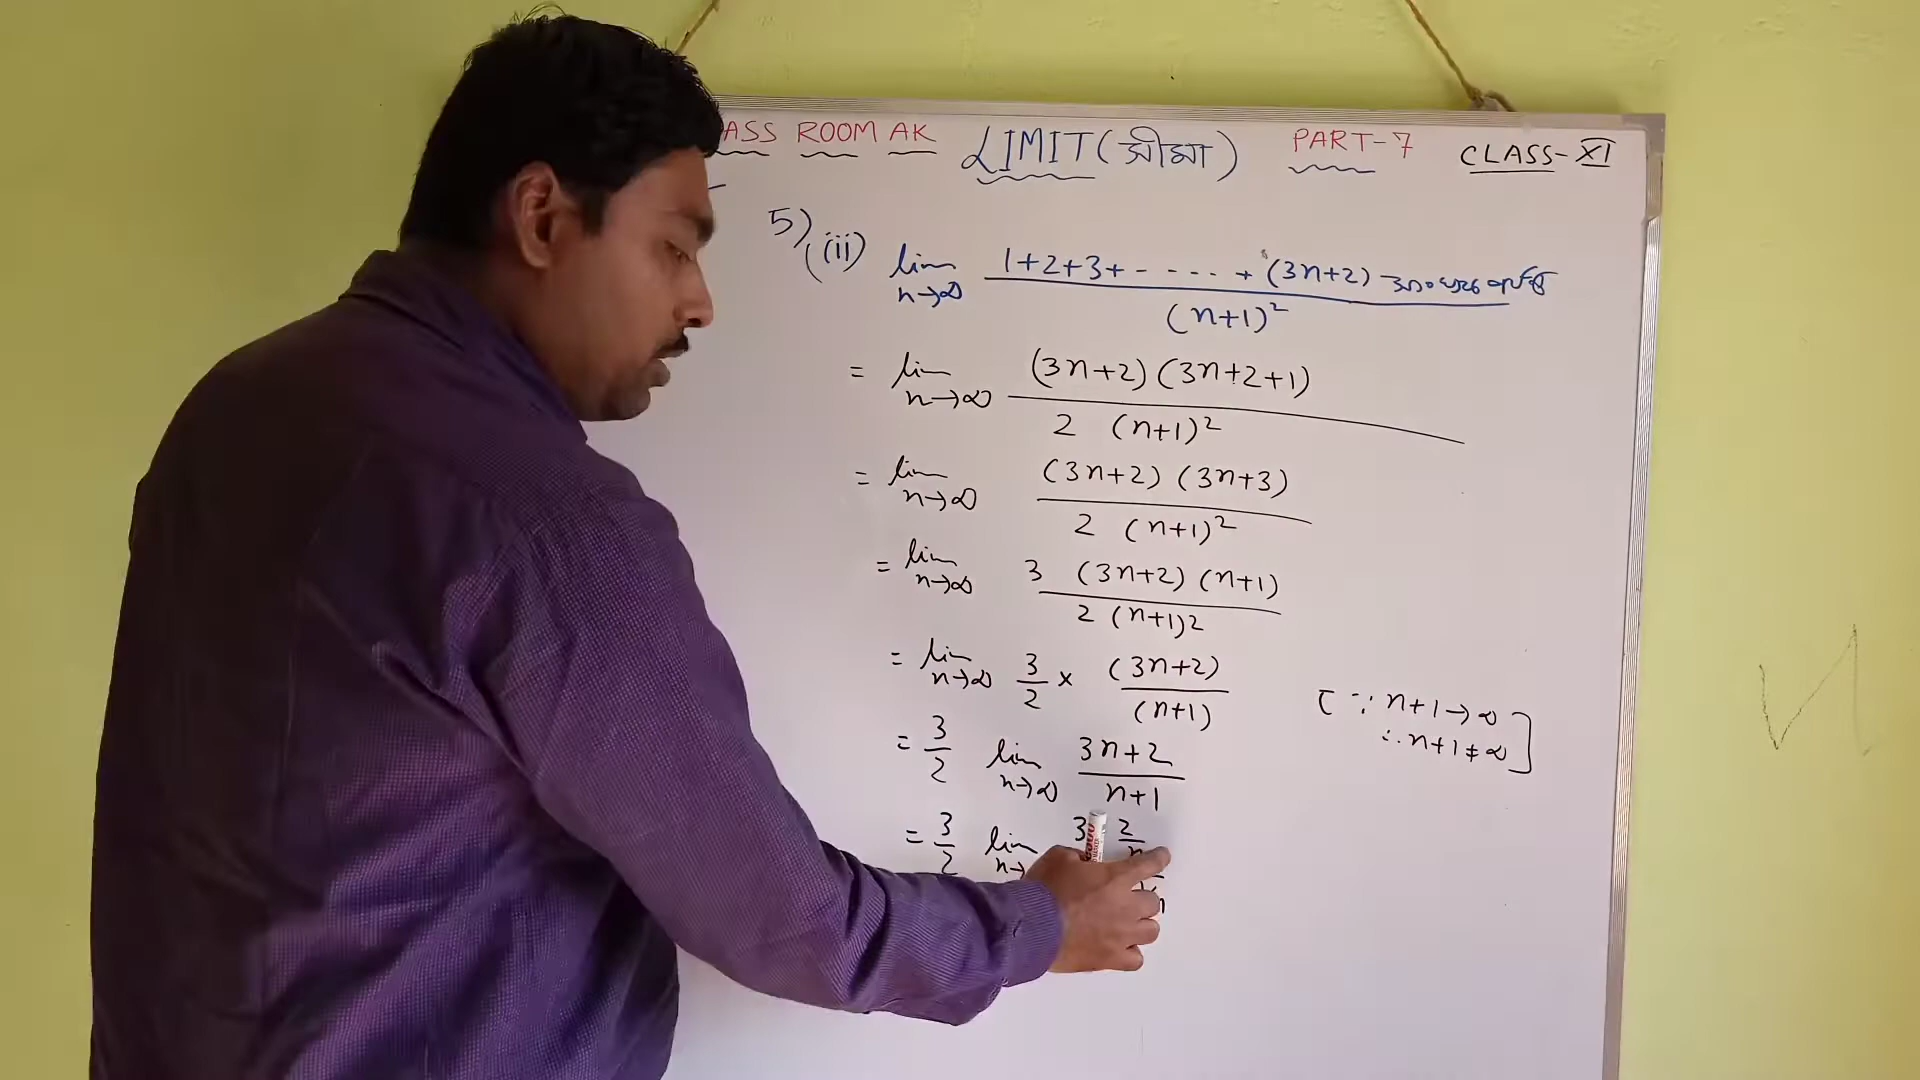 ASS ROOM AK LIMIT (সীমা) PART-7 CLASS-XI
5) (ii) lim n→∞ 1+2+3+-----+(3n+2) / (n+1)²
= lim n→∞ (3n+2)(3n+2+1) / 2 (n+1)²
= lim n→∞ (3n+2)(3n+3) / 2 (n+1)²
= lim n→∞ 3 (3n+2)(n+1) / 2 (n+1)2
= lim n→∞ 3/2 × (3n+2) / (n+1) [∵ n+1→∞
∴ n+1≠∞]
= 3/2 lim n→∞ 3n+2 / n+1
= 3/2 lim n→ 3 2/n